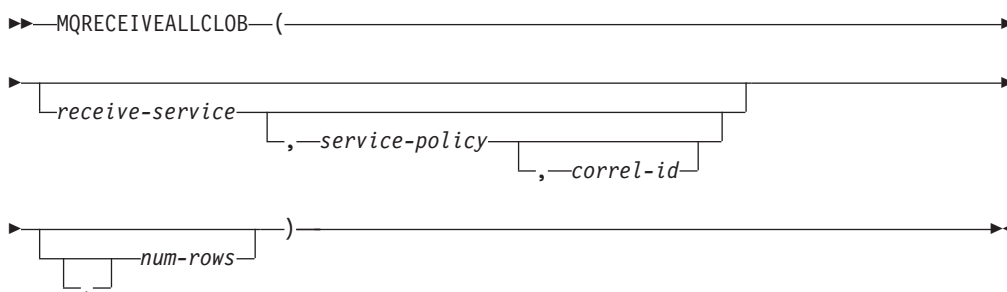 MQRECEIVEALLCLOB (
receive-service
, service-policy
, correl-id
)
num-rows
,